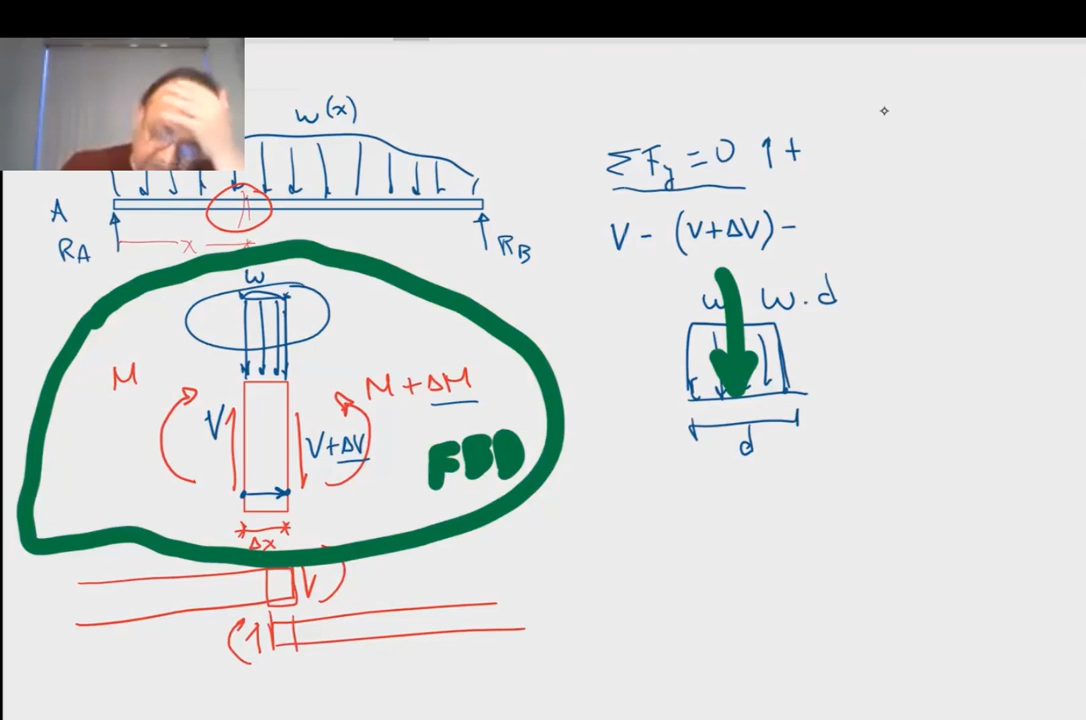 w(x)
A
RA
x
RB
w
M
V
M + ΔM
V+ΔV
FBD
Δx
V
ΣFy = 0 ↑+
V - (V+ΔV) -
w w.d
d